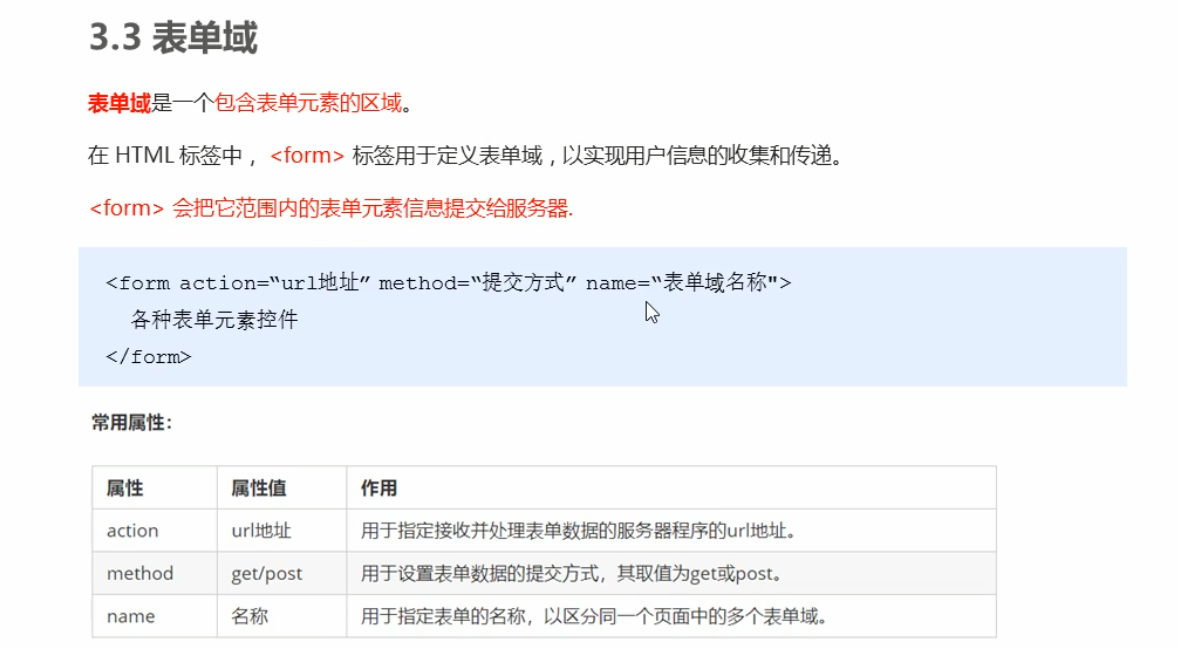 3.3 表单域
表单域是一个包含表单元素的区域。
在 HTML 标签中， <form> 标签用于定义表单域 , 以实现用户信息的收集和传递。
<form> 会把它范围内的表单元素信息提交给服务器.
<form action=“url地址” method=“提交方式” name=“表单域名称">
各种表单元素控件
</form>
常用属性：
属性 属性值 作用
action url地址 用于指定接收并处理表单数据的服务器程序的url地址。
method get/post 用于设置表单数据的提交方式，其取值为get或post。
name 名称 用于指定表单的名称，以区分同一个页面中的多个表单域。